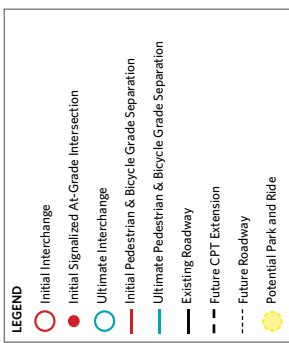 LEGEND
Initial Interchange
Initial Signalized At-Grade Intersection
Ultimate Interchange
Initial Pedestrian & Bicycle Grade Separation
Ultimate Pedestrian & Bicycle Grade Separation
Existing Roadway
Future CPT Extension
Future Roadway
Potential Park and Ride